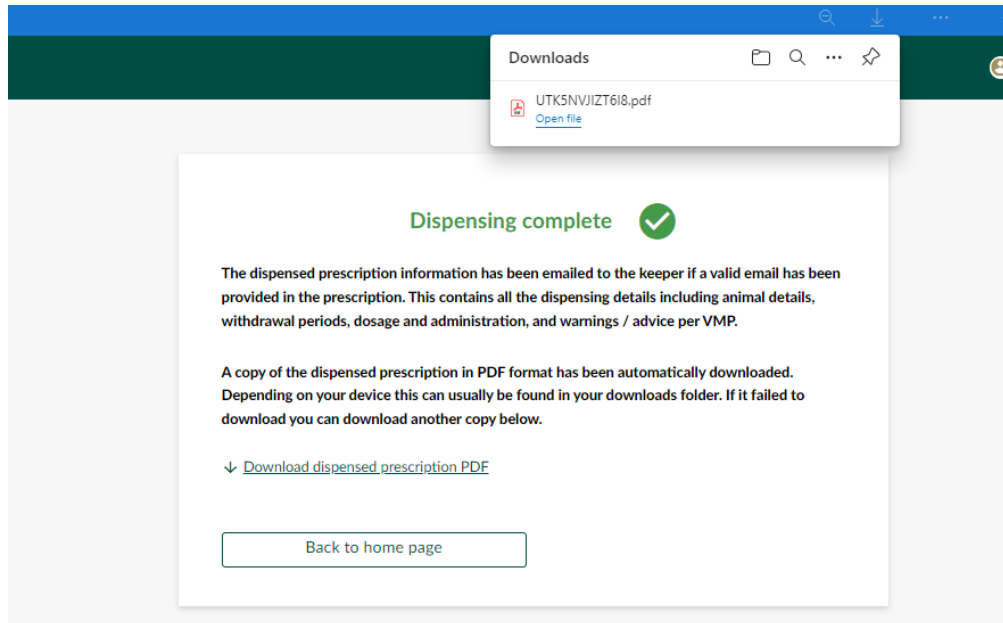 Downloads
UTK5NVJIZT6I8.pdf
Open file
Dispensing complete
The dispensed prescription information has been emailed to the keeper if a valid email has been
provided in the prescription. This contains all the dispensing details including animal details,
withdrawal periods, dosage and administration, and warnings / advice per VMP.
A copy of the dispensed prescription in PDF format has been automatically downloaded.
Depending on your device this can usually be found in your downloads folder. If it failed to
download you can download another copy below.
Download dispensed prescription PDF
Back to home page